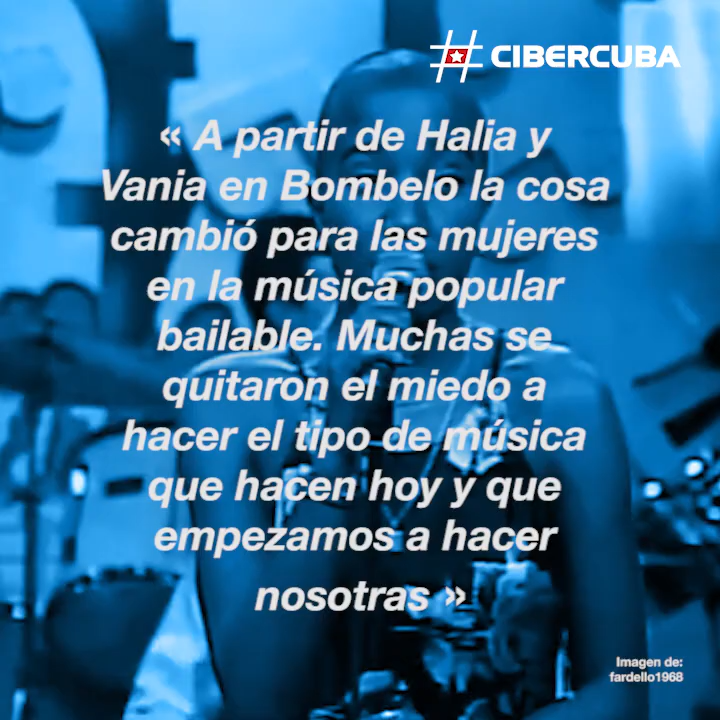 CIBERCUBA
« A partir de Halia y
Vania en Bombelo la cosa
cambió para las mujeres
en la música popular
bailable. Muchas se
quitaron el miedo a
hacer el tipo de música
que hacen hoy y que
empezamos a hacer
nosotras »
Imagen de:
fardello1968